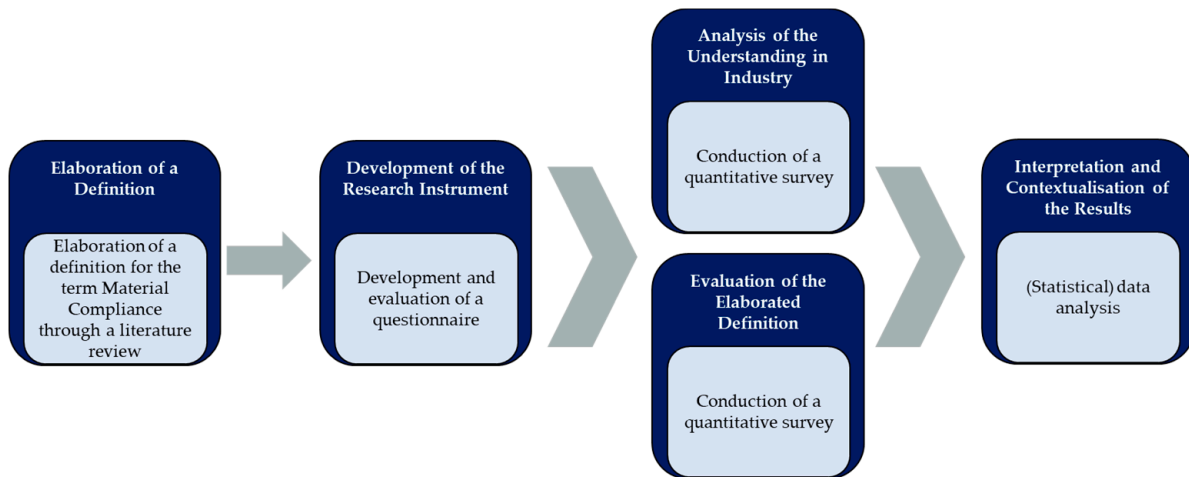 Elaboration of a
Definition
Elaboration of a
definition for the
term Material
Compliance
through a literature
review
Development of the
Research Instrument
Development and
evaluation of a
questionnaire
Analysis of the
Understanding in
Industry
Conduction of a
quantitative survey
Evaluation of the
Elaborated
Definition
Conduction of a
quantitative survey
Interpretation and
Contextualisation of
the Results
(Statistical) data
analysis